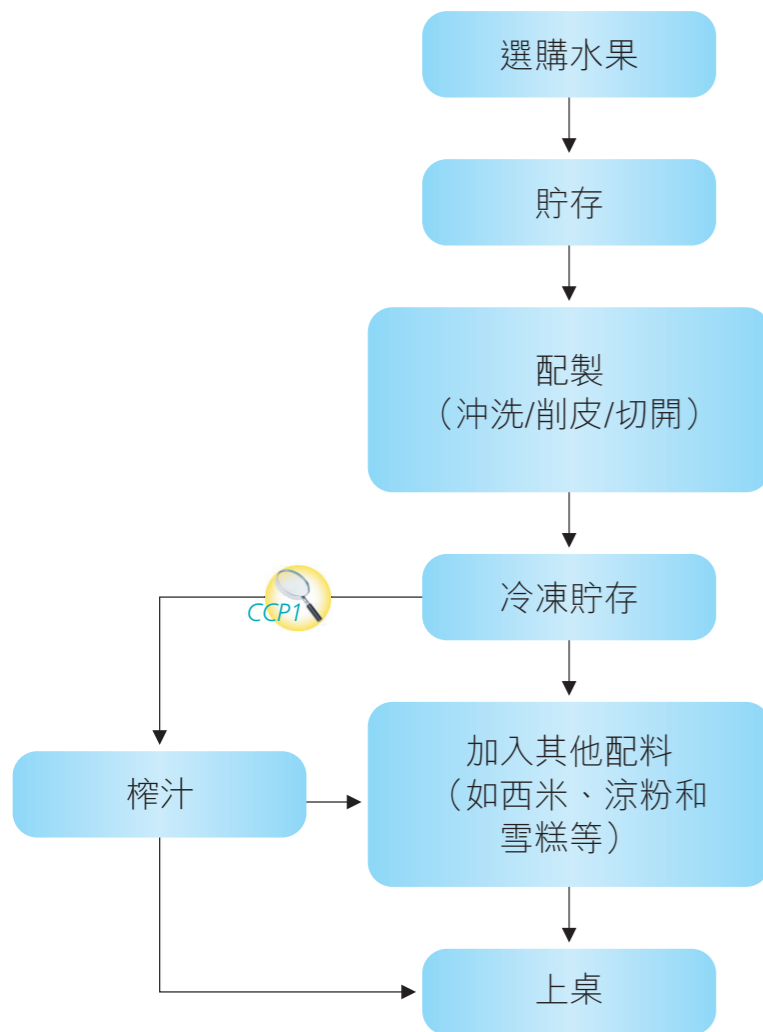 選購水果
貯存
配製
（沖洗/削皮/切開）
冷凍貯存
CCP1
加入其他配料
（如西米、涼粉和
雪糕等）
榨汁
上桌